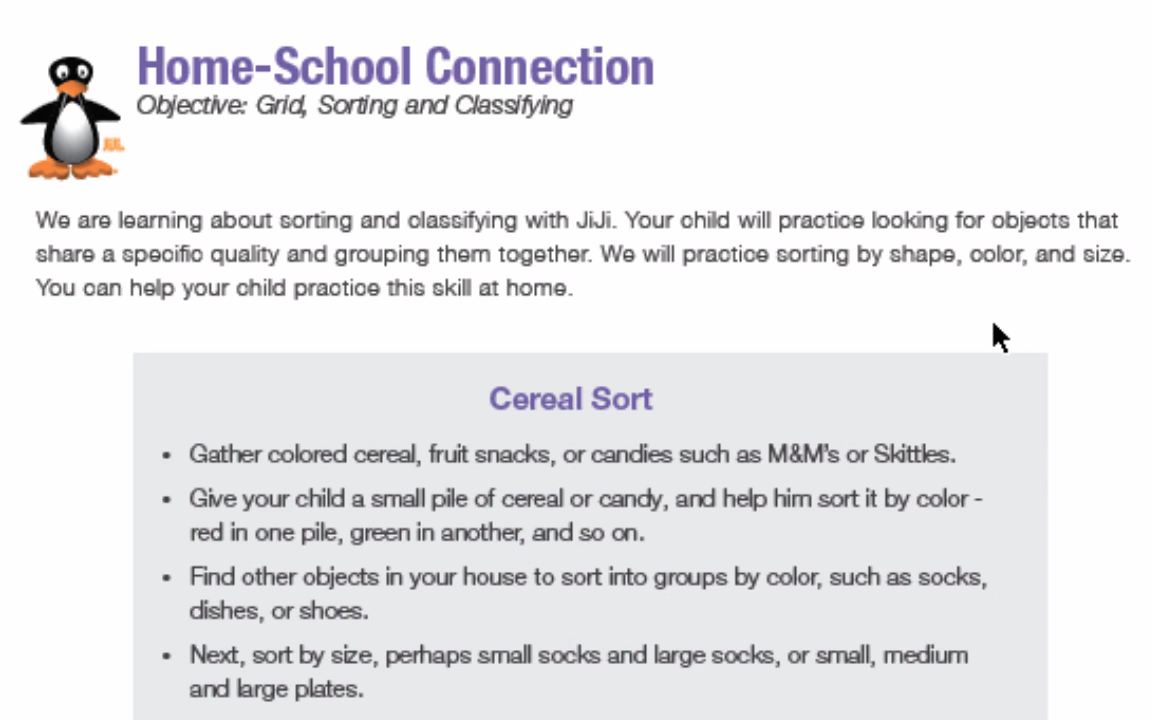 Home-School Connection
Objective: Grid, Sorting and Classifying
We are learning about sorting and classifying with JiJi. Your child will practice looking for objects that
share a specific quality and grouping them together. We will practice sorting by shape, color, and size.
You can help your child practice this skill at home.
Cereal Sort
• Gather colored cereal, fruit snacks, or candies such as M&M's or Skittles.
• Give your child a small pile of cereal or candy, and help him sort it by color -
red in one pile, green in another, and so on.
• Find other objects in your house to sort into groups by color, such as socks,
dishes, or shoes.
• Next, sort by size, perhaps small socks and large socks, or small, medium
and large plates.